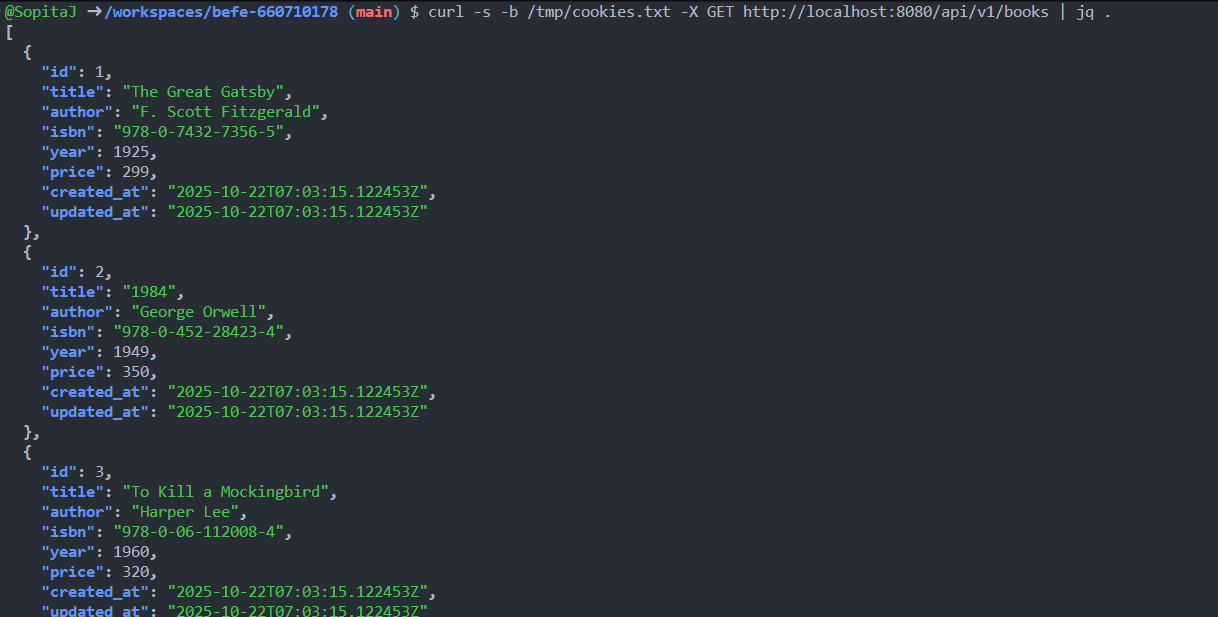 @SopitaJ ➜/workspaces/befe-660710178 (main) $ curl -s -b /tmp/cookies.txt -X GET http://localhost:8080/api/v1/books | jq .
[
  {
    "id": 1,
    "title": "The Great Gatsby",
    "author": "F. Scott Fitzgerald",
    "isbn": "978-0-7432-7356-5",
    "year": 1925,
    "price": 299,
    "created_at": "2025-10-22T07:03:15.122453Z",
    "updated_at": "2025-10-22T07:03:15.122453Z"
  },
  {
    "id": 2,
    "title": "1984",
    "author": "George Orwell",
    "isbn": "978-0-452-28423-4",
    "year": 1949,
    "price": 350,
    "created_at": "2025-10-22T07:03:15.122453Z",
    "updated_at": "2025-10-22T07:03:15.122453Z"
  },
  {
    "id": 3,
    "title": "To Kill a Mockingbird",
    "author": "Harper Lee",
    "isbn": "978-0-06-112008-4",
    "year": 1960,
    "price": 320,
    "created_at": "2025-10-22T07:03:15.122453Z",
    "updated_at": "2025-10-22T07:03:15.122453Z"